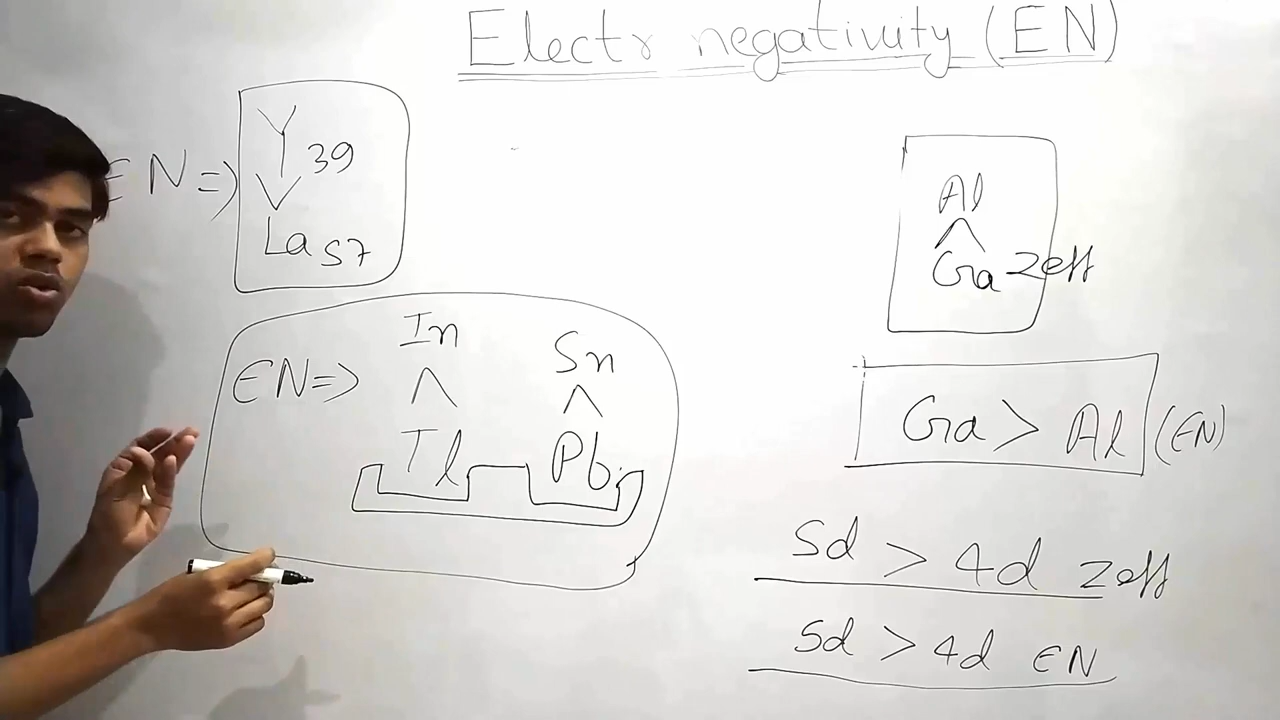 Electr negativity (EN)
EN ⇒
Y 39
V
La 57
Al
∧
Ga Zeff
EN ⇒
In
∧
Tl
Sn
∧
Pb
Ga > Al (EN)
5d > 4d Zeff
5d > 4d EN